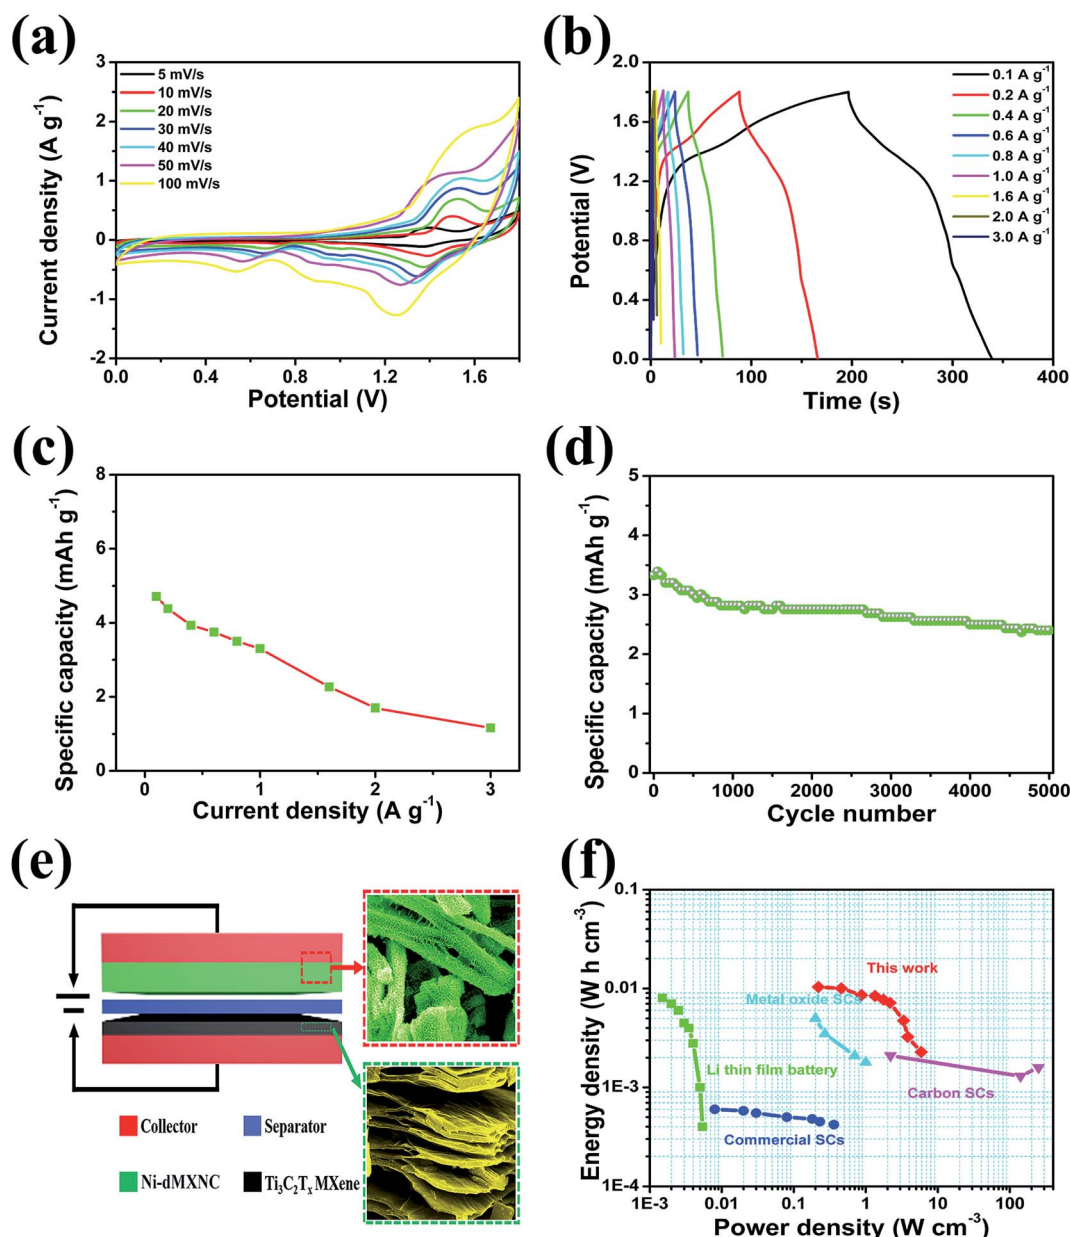 (a)
Current density (A g⁻¹)
3
2
1
0
-1
-2
5 mV/s
10 mV/s
20 mV/s
30 mV/s
40 mV/s
50 mV/s
100 mV/s
0.0 0.4 0.8 1.2 1.6
Potential (V)
(b)
Potential (V)
2.0
1.6
1.2
0.8
0.4
0.0
0.1 A g⁻¹
0.2 A g⁻¹
0.4 A g⁻¹
0.6 A g⁻¹
0.8 A g⁻¹
1.0 A g⁻¹
1.6 A g⁻¹
2.0 A g⁻¹
3.0 A g⁻¹
0 100 200 300 400
Time (s)
(c)
Specific capacity (mAh g⁻¹)
8
6
4
2
0
0 1 2 3
Current density (A g⁻¹)
(d)
Specific capacity (mAh g⁻¹)
5
4
3
2
1
0
0 1000 2000 3000 4000 5000
Cycle number
(e)
Collector
Separator
Ni-dMXNC
Ti₃C₂Tₓ MXene
(f)
Energy density (W h cm⁻³)
0.1
0.01
1E-3
1E-4
This work
Metal oxide SCs
Li thin film battery
Carbon SCs
Commercial SCs
1E-3 0.01 0.1 1 10 100
Power density (W cm⁻³)